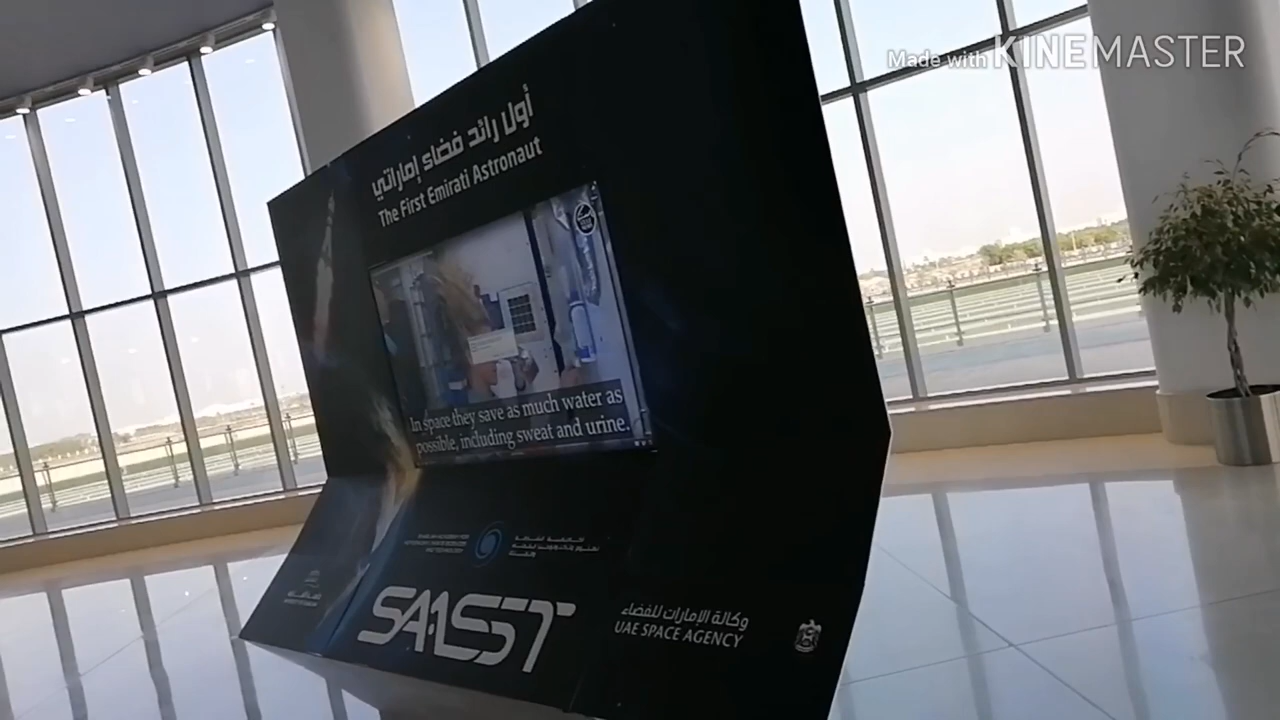 Made with KINEMASTER
أول رائد فضاء إماراتي
The First Emirati Astronaut
In space they save as much water as
possible, including sweat and urine.
SAASST
وكالة الإمارات للفضاء
UAE SPACE AGENCY